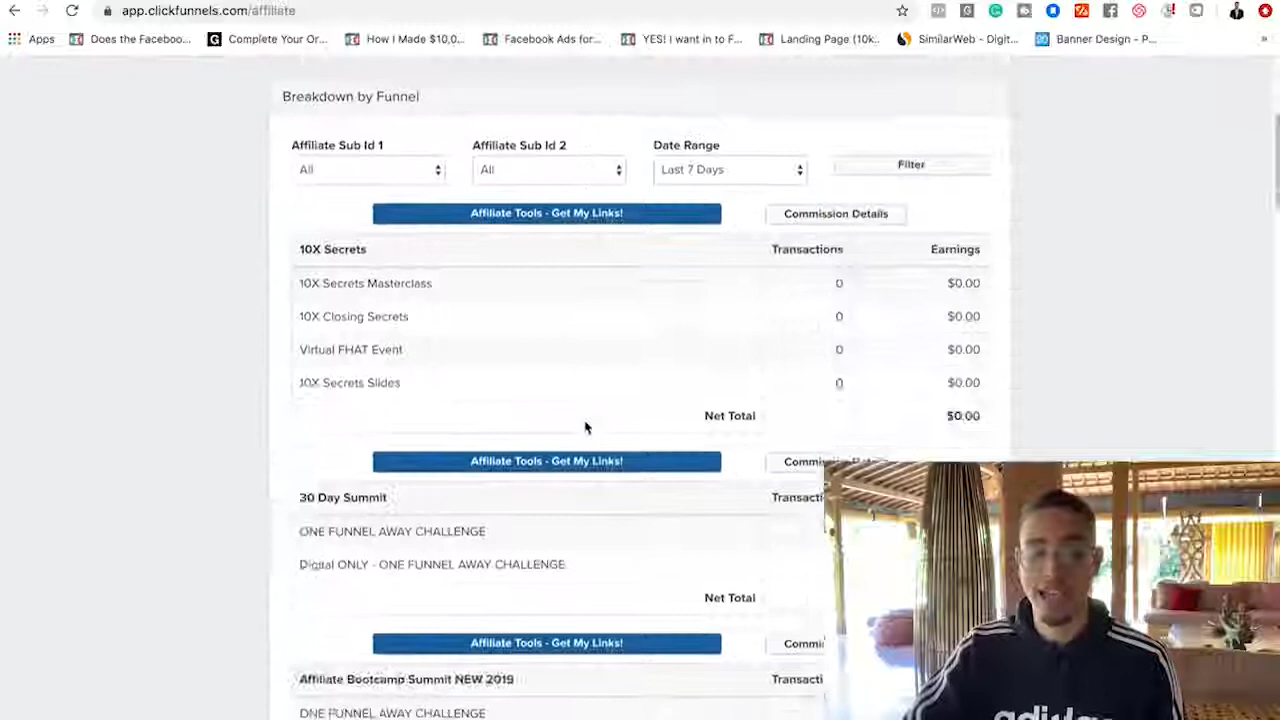 app.clickfunnels.com/affiliate
Apps
Does the Faceboo...
Complete Your Or...
How I Made $10,0...
Facebook Ads for...
YES! I want in to F...
Landing Page (10k...
SimilarWeb - Digit...
Banner Design - P...
Breakdown by Funnel
Affiliate Sub Id 1 Affiliate Sub Id 2 Date Range
All All Last 7 Days Filter
Affiliate Tools - Get My Links! Commission Details
10X Secrets Transactions Earnings
10X Secrets Masterclass 0 $0.00
10X Closing Secrets 0 $0.00
Virtual FHAT Event 0 $0.00
10X Secrets Slides 0 $0.00
Net Total $0.00
Affiliate Tools - Get My Links!
30 Day Summit Transacti
ONE FUNNEL AWAY CHALLENGE
Digital ONLY - ONE FUNNEL AWAY CHALLENGE
Net Total
Affiliate Tools - Get My Links! Commi
Affiliate Bootcamp Summit NEW 2019 Transacti
ONE FUNNEL AWAY CHALLENGE
adidas